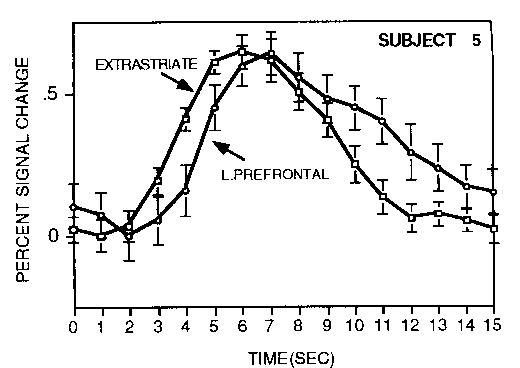 SUBJECT 5
EXTRASTRIATE
L.PREFRONTAL
PERCENT SIGNAL CHANGE
.5
0
0 1 2 3 4 5 6 7 8 9 10 11 12 13 14 15
TIME(SEC)